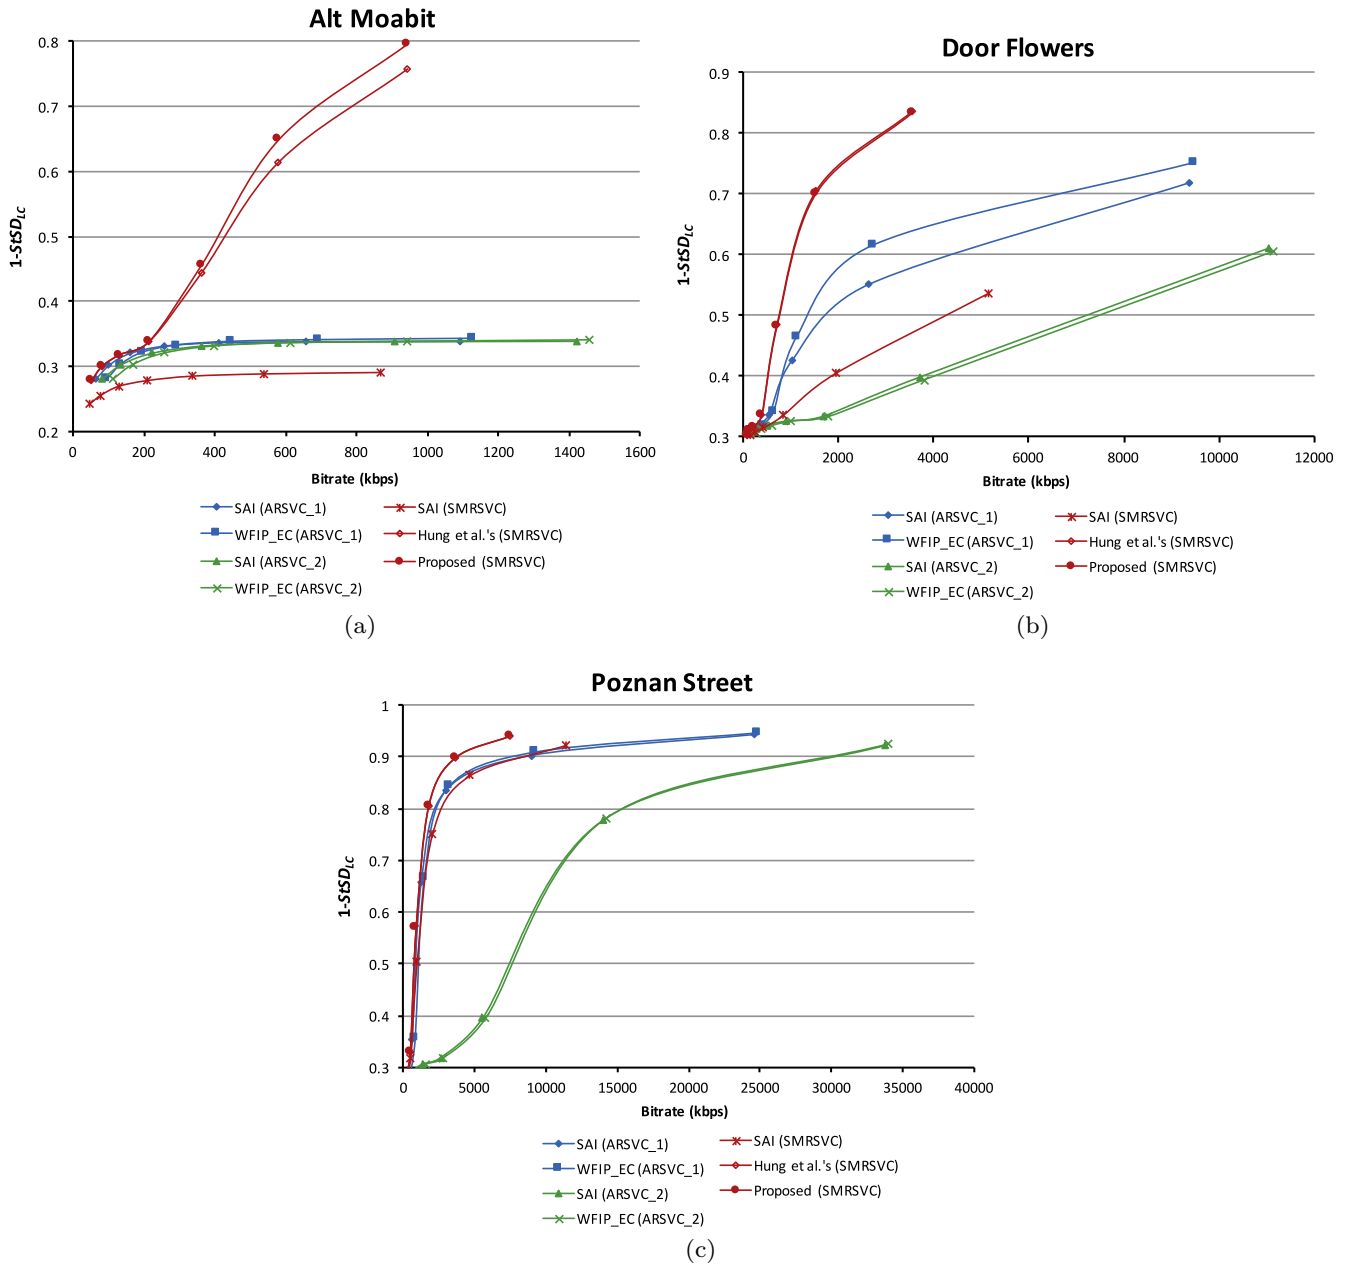 Alt Moabit
0.8
0.7
0.6
0.5
0.4
0.3
0.2
1-StSD_LC
0 200 400 600 800 1000 1200 1400 1600
Bitrate (kbps)
SAI (ARSVC_1)
WFIP_EC (ARSVC_1)
SAI (ARSVC_2)
WFIP_EC (ARSVC_2)
SAI (SMRSVC)
Hung et al.'s (SMRSVC)
Proposed (SMRSVC)
(a)
Door Flowers
0.9
0.8
0.7
0.6
0.5
0.4
0.3
1-StSD_LC
0 2000 4000 6000 8000 10000 12000
Bitrate (kbps)
SAI (ARSVC_1)
WFIP_EC (ARSVC_1)
SAI (ARSVC_2)
WFIP_EC (ARSVC_2)
SAI (SMRSVC)
Hung et al.'s (SMRSVC)
Proposed (SMRSVC)
(b)
Poznan Street
1
0.9
0.8
0.7
0.6
0.5
0.4
0.3
1-StSD_LC
0 5000 10000 15000 20000 25000 30000 35000 40000
Bitrate (kbps)
SAI (ARSVC_1)
WFIP_EC (ARSVC_1)
SAI (ARSVC_2)
WFIP_EC (ARSVC_2)
SAI (SMRSVC)
Hung et al.'s (SMRSVC)
Proposed (SMRSVC)
(c)